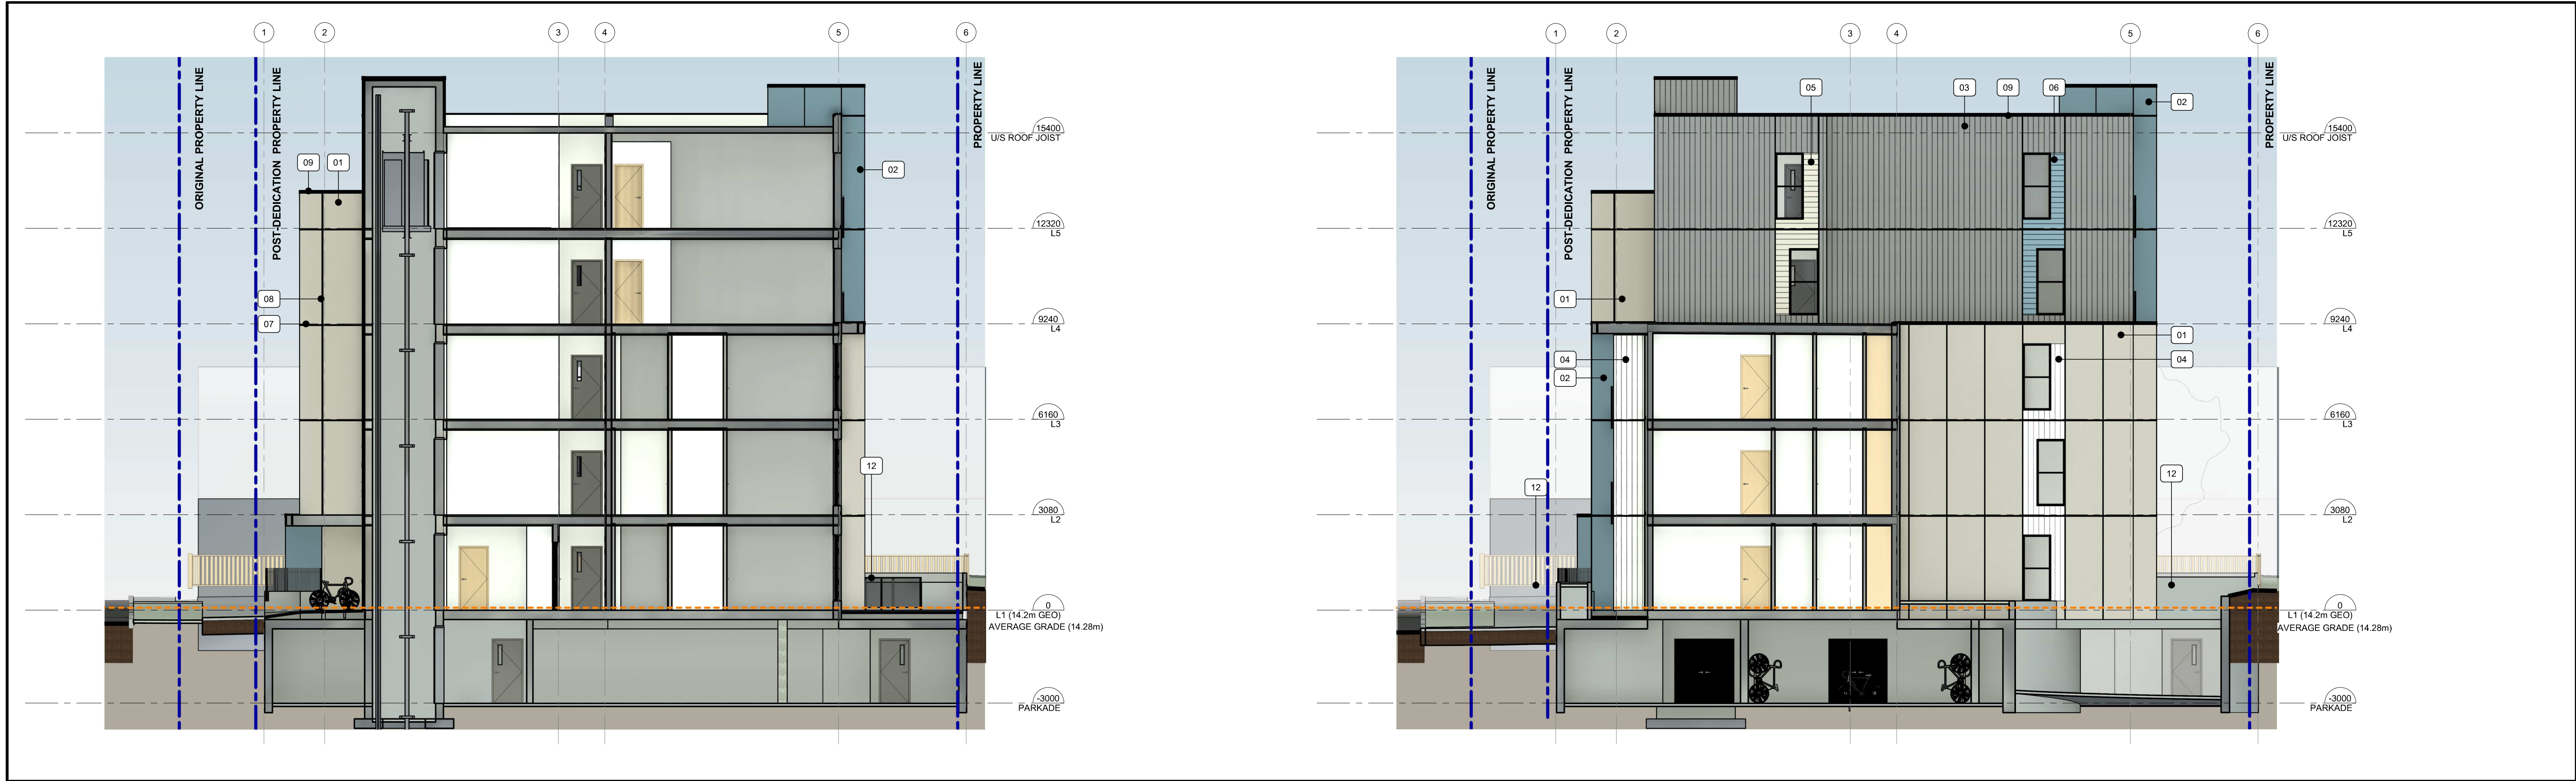 1
2
3
4
5
6
ORIGINAL PROPERTY LINE
POST-DEDICATION PROPERTY LINE
PROPERTY LINE
15400
U/S ROOF JOIST
09
01
02
12320
L5
08
07
9240
L4
6160
L3
12
3080
L2
0
L1 (14.2m GEO)
AVERAGE GRADE (14.28m)
-3000
PARKADE
1
2
3
4
5
6
ORIGINAL PROPERTY LINE
POST-DEDICATION PROPERTY LINE
PROPERTY LINE
05
03
09
06
02
15400
U/S ROOF JOIST
12320
L5
01
9240
L4
01
04
04
02
6160
L3
12
12
3080
L2
0
L1 (14.2m GEO)
AVERAGE GRADE (14.28m)
-3000
PARKADE